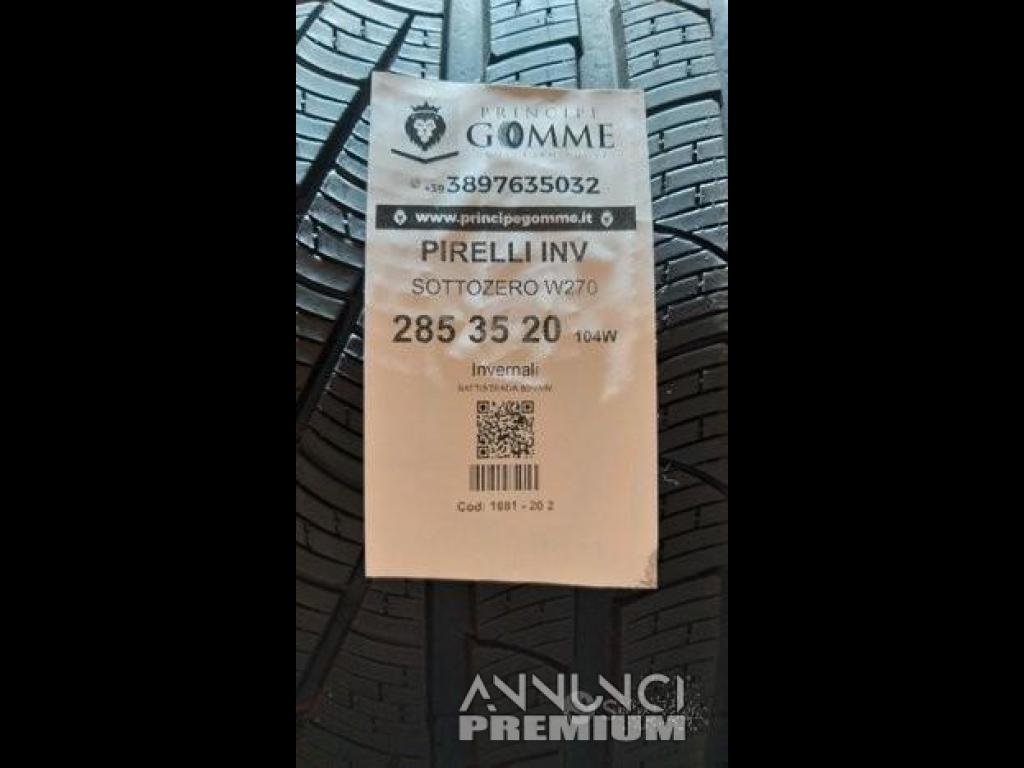 PRINCIPE
GOMME
+39 3897635032
www.principegomme.it
PIRELLI INV
SOTTOZERO W270
285 35 20 104W
Invernali
Cod: 1681 - 20 2
ANNUNCI
PREMIUM